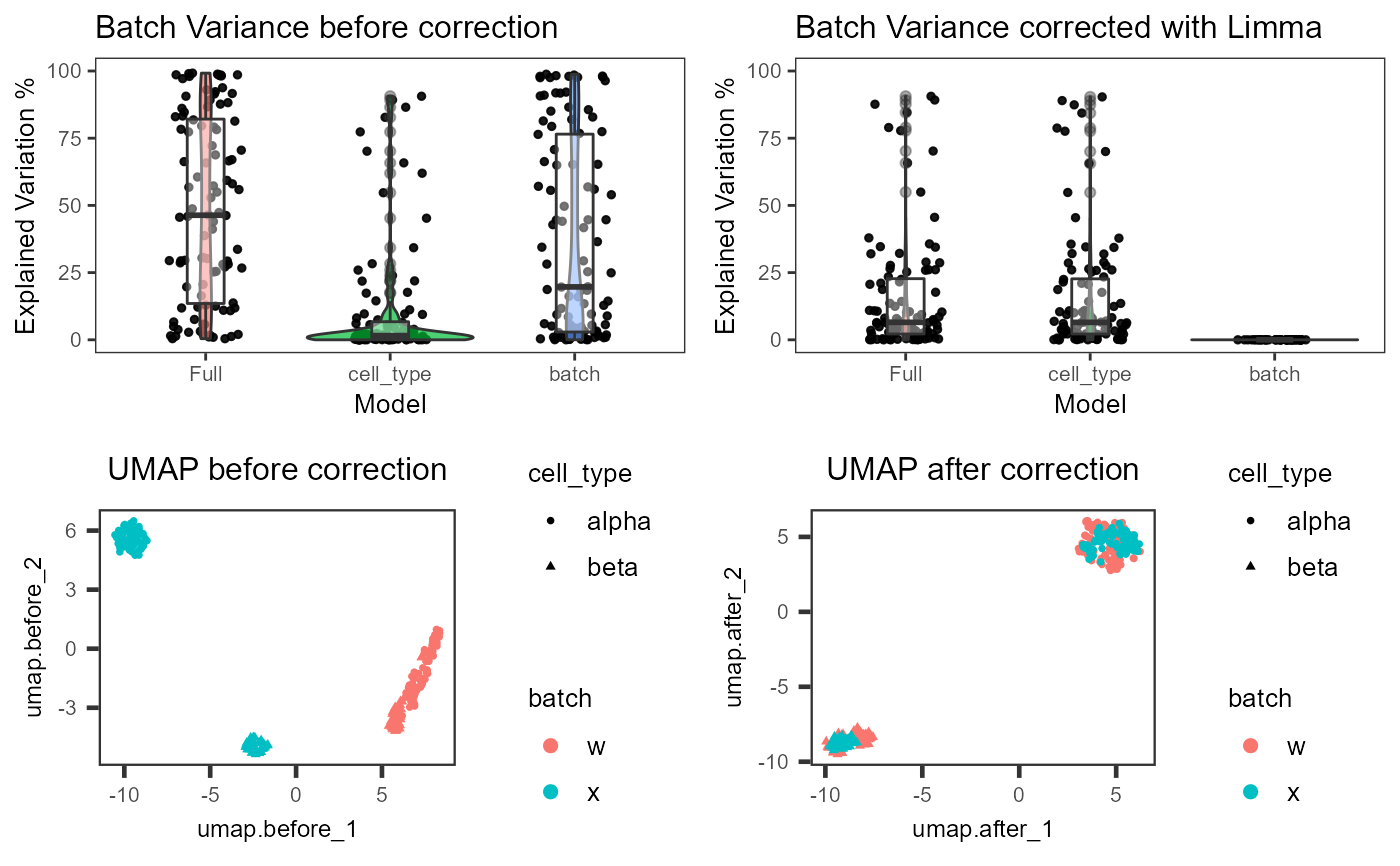 Batch Variance before correction
100
75
50
25
0
Explained Variation %
Full
cell_type
batch
Model
Batch Variance corrected with Limma
100
75
50
25
0
Explained Variation %
Full
cell_type
batch
Model
UMAP before correction
6
3
0
-3
umap.before_2
-10
-5
0
5
umap.before_1
cell_type
alpha
beta
batch
w
x
UMAP after correction
5
0
-5
-10
umap.after_2
-10
-5
0
5
umap.after_1
cell_type
alpha
beta
batch
w
x